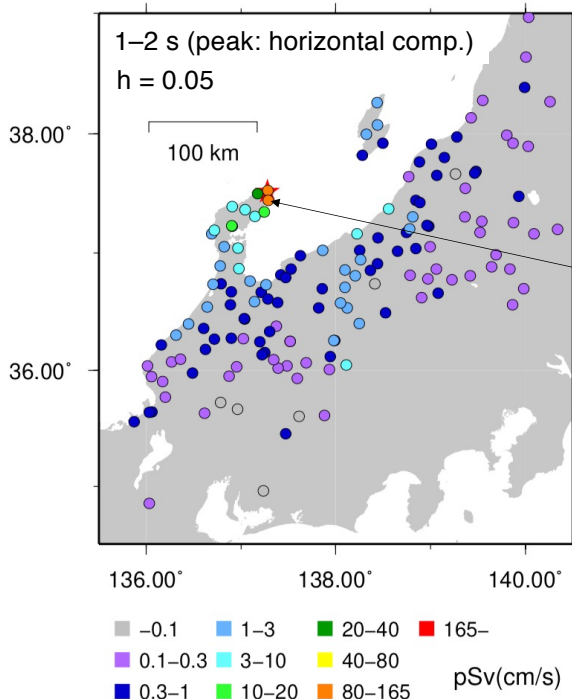 1–2 s (peak: horizontal comp.)
h = 0.05
38.00˚
100 km
36.00˚
136.00˚ 138.00˚ 140.00˚
–0.1 1–3 20–40 165–
0.1–0.3 3–10 40–80
0.3–1 10–20 80–165
pSv(cm/s)